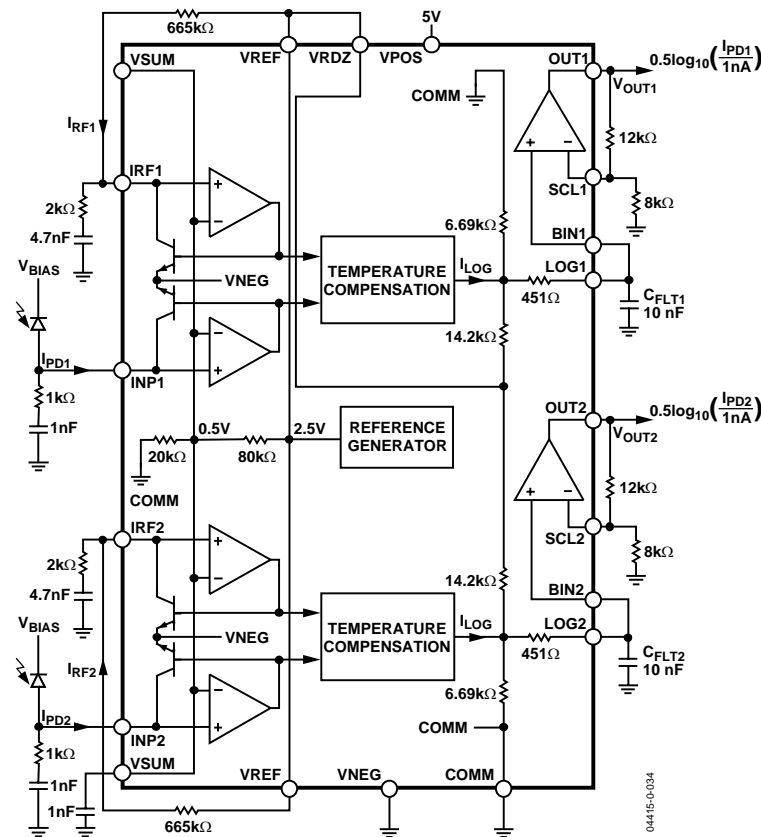 665kΩ
5V
VREF VRDZ VPOS
VSUM
OUT1
0.5log10(IPD1/1nA)
VOUT1
COMM
12kΩ
IRF1
IRF1
SCL1
8kΩ
2kΩ
4.7nF
6.69kΩ
BIN1
VBIAS
VNEG
TEMPERATURE
COMPENSATION
ILOG
LOG1
451Ω
CFLT1
10 nF
14.2kΩ
IPD1
INP1
1kΩ
1nF
OUT2
0.5log10(IPD2/1nA)
VOUT2
0.5V
2.5V
REFERENCE
GENERATOR
20kΩ
80kΩ
COMM
12kΩ
IRF2
SCL2
8kΩ
2kΩ
4.7nF
14.2kΩ
BIN2
VBIAS
VNEG
TEMPERATURE
COMPENSATION
ILOG
LOG2
451Ω
CFLT2
10 nF
IRF2
6.69kΩ
IPD2
INP2
COMM
1kΩ
VSUM
1nF
VREF
VNEG
COMM
1nF
665kΩ
04415-0-034
+
−
−
+
+
−
−
+
+
−
+
−